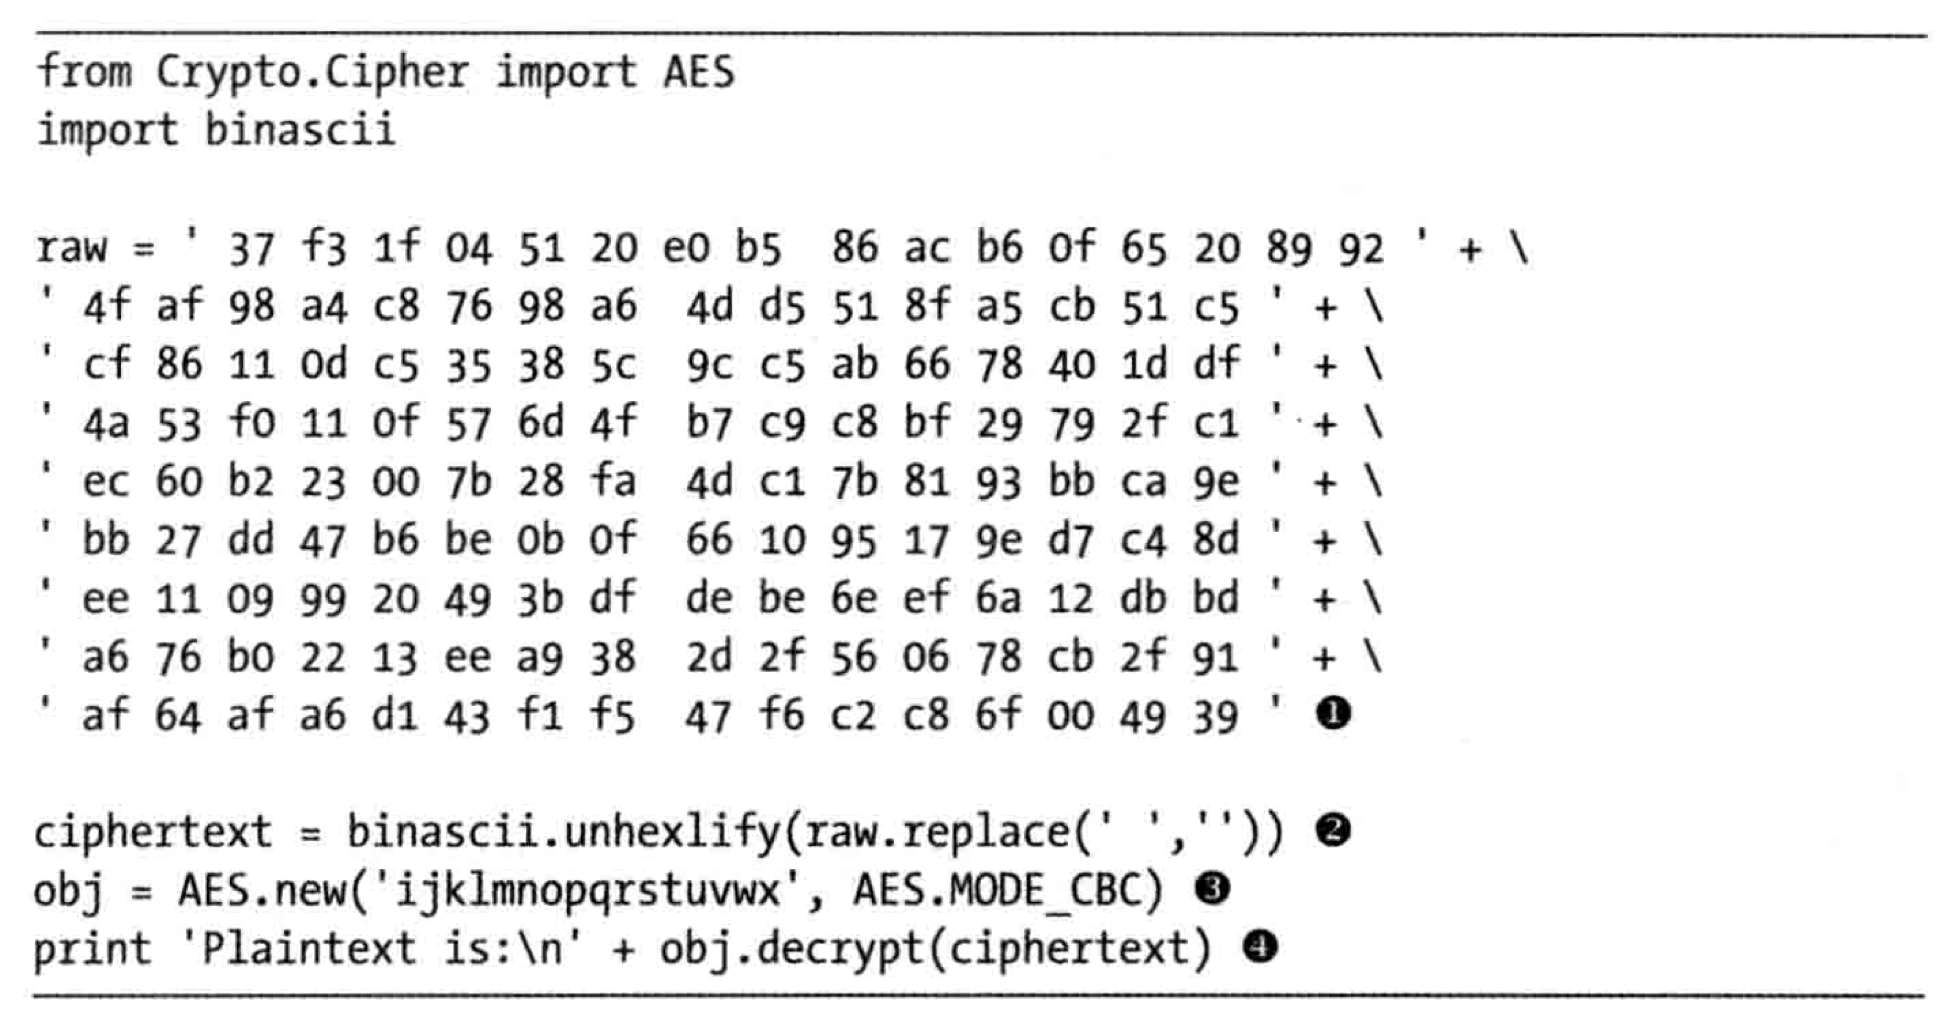 from Crypto.Cipher import AES
import binascii

raw = ' 37 f3 1f 04 51 20 e0 b5  86 ac b6 0f 65 20 89 92 ' + \
' 4f af 98 a4 c8 76 98 a6  4d d5 51 8f a5 cb 51 c5 ' + \
' cf 86 11 0d c5 35 38 5c  9c c5 ab 66 78 40 1d df ' + \
' 4a 53 f0 11 0f 57 6d 4f  b7 c9 c8 bf 29 79 2f c1 ' + \
' ec 60 b2 23 00 7b 28 fa  4d c1 7b 81 93 bb ca 9e ' + \
' bb 27 dd 47 b6 be 0b 0f  66 10 95 17 9e d7 c4 8d ' + \
' ee 11 09 99 20 49 3b df  de be 6e ef 6a 12 db bd ' + \
' a6 76 b0 22 13 ee a9 38  2d 2f 56 06 78 cb 2f 91 ' + \
' af 64 af a6 d1 43 f1 f5  47 f6 c2 c8 6f 00 49 39 ' ❶

ciphertext = binascii.unhexlify(raw.replace(' ','')) ❷
obj = AES.new('ijklmnopqrstuvwx', AES.MODE_CBC) ❸
print 'Plaintext is:\n' + obj.decrypt(ciphertext) ❹